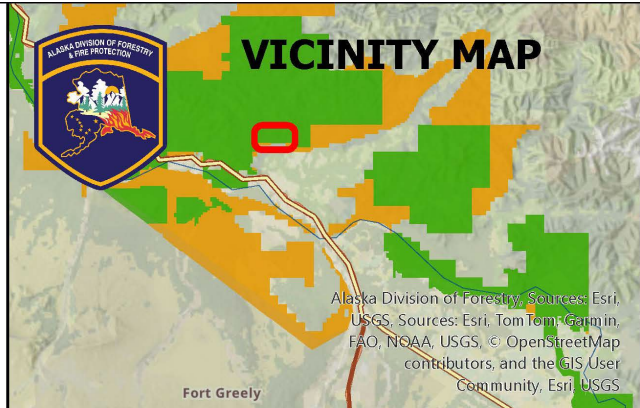 ALASKA DIVISION OF FORESTRY
& FIRE PROTECTION
VICINITY MAP
Alaska Division of Forestry, Sources: Esri,
USGS, Sources: Esri, TomTom, Garmin,
FAO, NOAA, USGS, © OpenStreetMap
contributors, and the GIS User
Community, Esri, USGS
Fort Greely